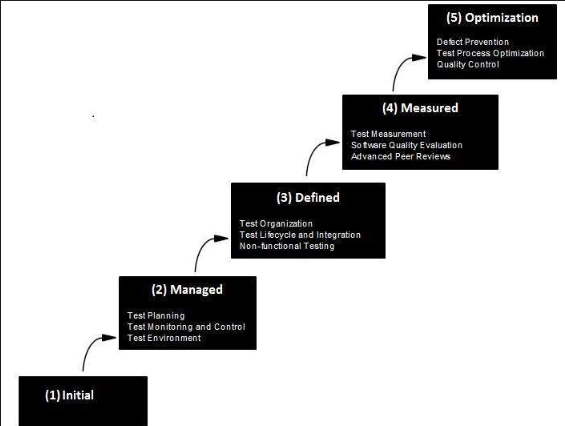 (5) Optimization
Defect Prevention
Test Process Optimization
Quality Control
(4) Measured
Test Measurement
Software Quality Evaluation
Advanced Peer Reviews
(3) Defined
Test Organization
Test Lifecycle and Integration
Non-functional Testing
(2) Managed
Test Planning
Test Monitoring and Control
Test Environment
(1) Initial